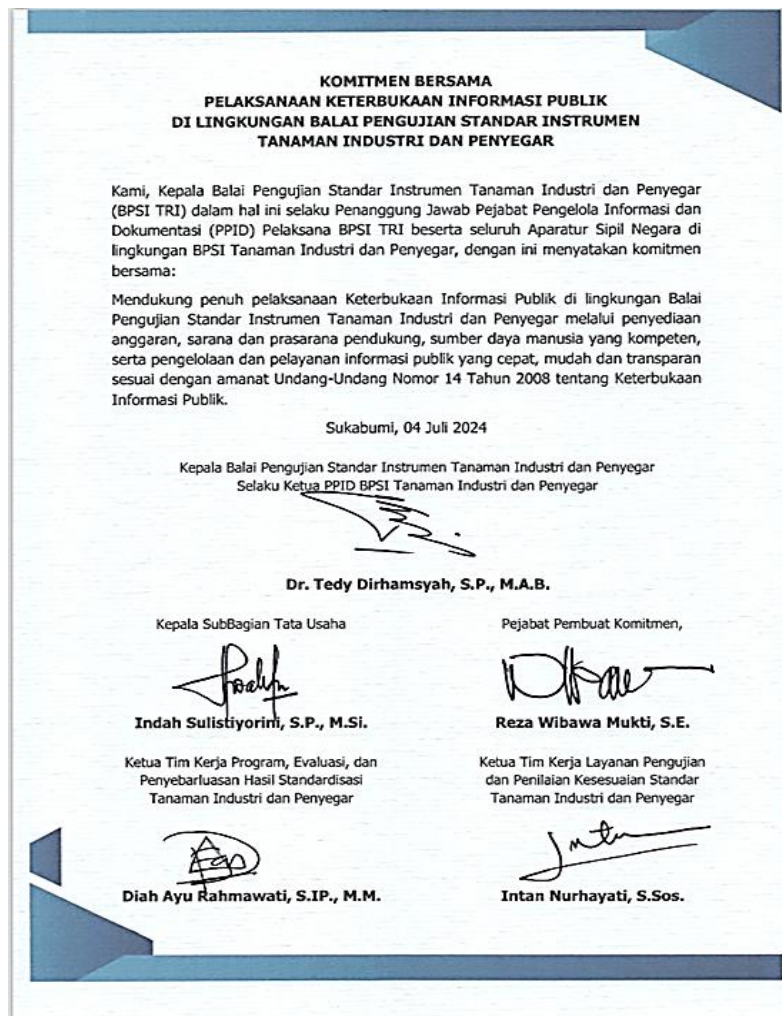 KOMITMEN BERSAMA
PELAKSANAAN KETERBUKAAN INFORMASI PUBLIK
DI LINGKUNGAN BALAI PENGUJIAN STANDAR INSTRUMEN
TANAMAN INDUSTRI DAN PENYEGAR
Kami, Kepala Balai Pengujian Standar Instrumen Tanaman Industri dan Penyegar
(BPSI TRI) dalam hal ini selaku Penanggung Jawab Pejabat Pengelola Informasi dan
Dokumentasi (PPID) Pelaksana BPSI TRI beserta seluruh Aparatur Sipil Negara di
lingkungan BPSI Tanaman Industri dan Penyegar, dengan ini menyatakan komitmen
bersama:
Mendukung penuh pelaksanaan Keterbukaan Informasi Publik di lingkungan Balai
Pengujian Standar Instrumen Tanaman Industri dan Penyegar melalui penyediaan
anggaran, sarana dan prasarana pendukung, sumber daya manusia yang kompeten,
serta pengelolaan dan pelayanan informasi publik yang cepat, mudah dan transparan
sesuai dengan amanat Undang-Undang Nomor 14 Tahun 2008 tentang Keterbukaan
Informasi Publik.
Sukabumi, 04 Juli 2024
Kepala Balai Pengujian Standar Instrumen Tanaman Industri dan Penyegar
Selaku Ketua PPID BPSI Tanaman Industri dan Penyegar
Dr. Tedy Dirhamsyah, S.P., M.A.B.
Kepala SubBagian Tata Usaha
Indah Sulistiyorini, S.P., M.Si.
Pejabat Pembuat Komitmen,
Reza Wibawa Mukti, S.E.
Ketua Tim Kerja Program, Evaluasi, dan
Penyebarluasan Hasil Standardisasi
Tanaman Industri dan Penyegar
Diah Ayu Rahmawati, S.IP., M.M.
Ketua Tim Kerja Layanan Pengujian
dan Penilaian Kesesuaian Standar
Tanaman Industri dan Penyegar
Intan Nurhayati, S.Sos.